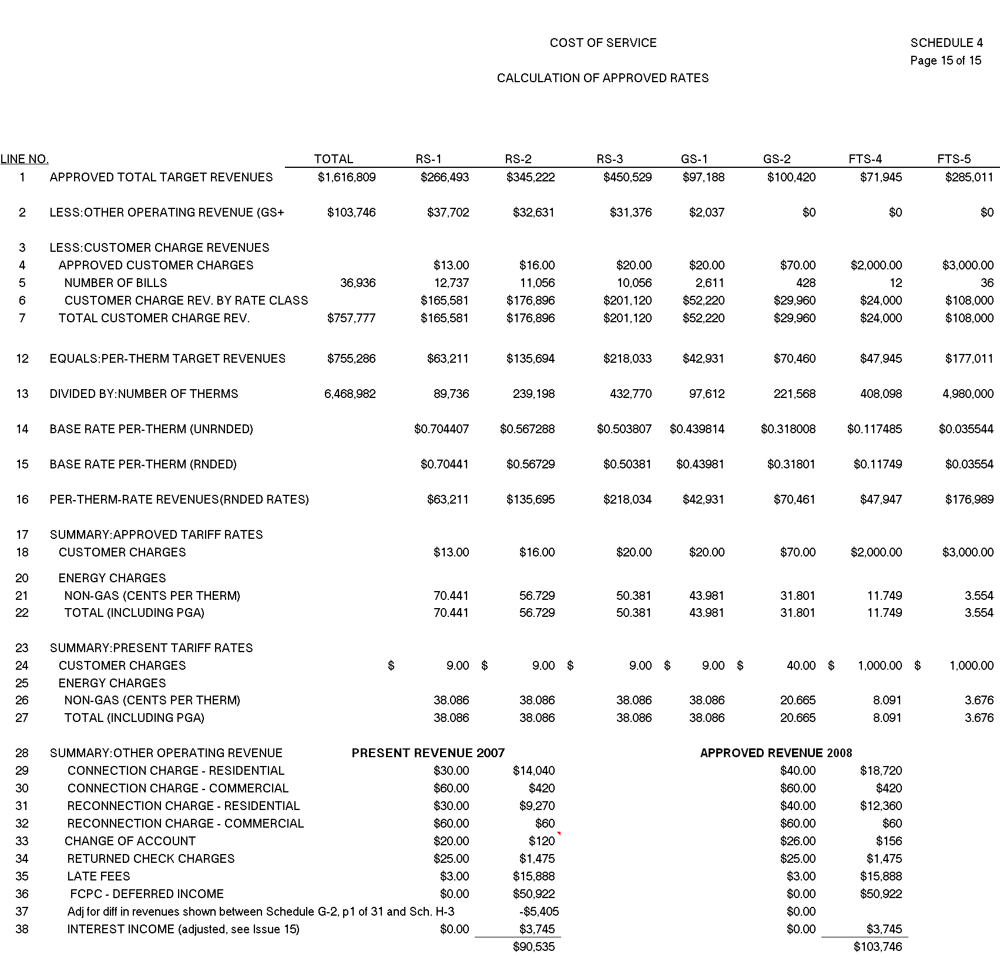 COST OF SERVICE SCHEDULE 4
Page 15 of 15
CALCULATION OF APPROVED RATES
LINE NO. TOTAL RS-1 RS-2 RS-3 GS-1 GS-2 FTS-4 FTS-5
1 APPROVED TOTAL TARGET REVENUES $1,616,809 $266,493 $345,222 $450,529 $97,188 $100,420 $71,945 $285,011
2 LESS:OTHER OPERATING REVENUE (GS+ $103,746 $37,702 $32,631 $31,376 $2,037 $0 $0 $0
3 LESS:CUSTOMER CHARGE REVENUES
4 APPROVED CUSTOMER CHARGES $13.00 $16.00 $20.00 $20.00 $70.00 $2,000.00 $3,000.00
5 NUMBER OF BILLS 36,936 12,737 11,056 10,056 2,611 428 12 36
6 CUSTOMER CHARGE REV. BY RATE CLASS $165,581 $176,896 $201,120 $52,220 $29,960 $24,000 $108,000
7 TOTAL CUSTOMER CHARGE REV. $757,777 $165,581 $176,896 $201,120 $52,220 $29,960 $24,000 $108,000
12 EQUALS:PER-THERM TARGET REVENUES $755,286 $63,211 $135,694 $218,033 $42,931 $70,460 $47,945 $177,011
13 DIVIDED BY:NUMBER OF THERMS 6,468,982 89,736 239,198 432,770 97,612 221,568 408,098 4,980,000
14 BASE RATE PER-THERM (UNRNDED) $0.704407 $0.567288 $0.503807 $0.439814 $0.318008 $0.117485 $0.035544
15 BASE RATE PER-THERM (RNDED) $0.70441 $0.56729 $0.50381 $0.43981 $0.31801 $0.11749 $0.03554
16 PER-THERM-RATE REVENUES(RNDED RATES) $63,211 $135,695 $218,034 $42,931 $70,461 $47,947 $176,989
17 SUMMARY:APPROVED TARIFF RATES
18 CUSTOMER CHARGES $13.00 $16.00 $20.00 $20.00 $70.00 $2,000.00 $3,000.00
20 ENERGY CHARGES
21 NON-GAS (CENTS PER THERM) 70.441 56.729 50.381 43.981 31.801 11.749 3.554
22 TOTAL (INCLUDING PGA) 70.441 56.729 50.381 43.981 31.801 11.749 3.554
23 SUMMARY:PRESENT TARIFF RATES
24 CUSTOMER CHARGES $ 9.00 $ 9.00 $ 9.00 $ 9.00 $ 40.00 $ 1,000.00 $ 1,000.00
25 ENERGY CHARGES
26 NON-GAS (CENTS PER THERM) 38.086 38.086 38.086 38.086 20.665 8.091 3.676
27 TOTAL (INCLUDING PGA) 38.086 38.086 38.086 38.086 20.665 8.091 3.676
28 SUMMARY:OTHER OPERATING REVENUE PRESENT REVENUE 2007 APPROVED REVENUE 2008
29 CONNECTION CHARGE - RESIDENTIAL $30.00 $14,040 $40.00 $18,720
30 CONNECTION CHARGE - COMMERCIAL $60.00 $420 $60.00 $420
31 RECONNECTION CHARGE - RESIDENTIAL $30.00 $9,270 $40.00 $12,360
32 RECONNECTION CHARGE - COMMERCIAL $60.00 $60 $60.00 $60
33 CHANGE OF ACCOUNT $20.00 $120 $26.00 $156
34 RETURNED CHECK CHARGES $25.00 $1,475 $25.00 $1,475
35 LATE FEES $3.00 $15,888 $3.00 $15,888
36 FCPC - DEFERRED INCOME $0.00 $50,922 $0.00 $50,922
37 Adj for diff in revenues shown between Schedule G-2, p1 of 31 and Sch. H-3 -$5,405 $0.00
38 INTEREST INCOME (adjusted, see Issue 15) $0.00 $3,745 $0.00 $3,745
$90,535 $103,746